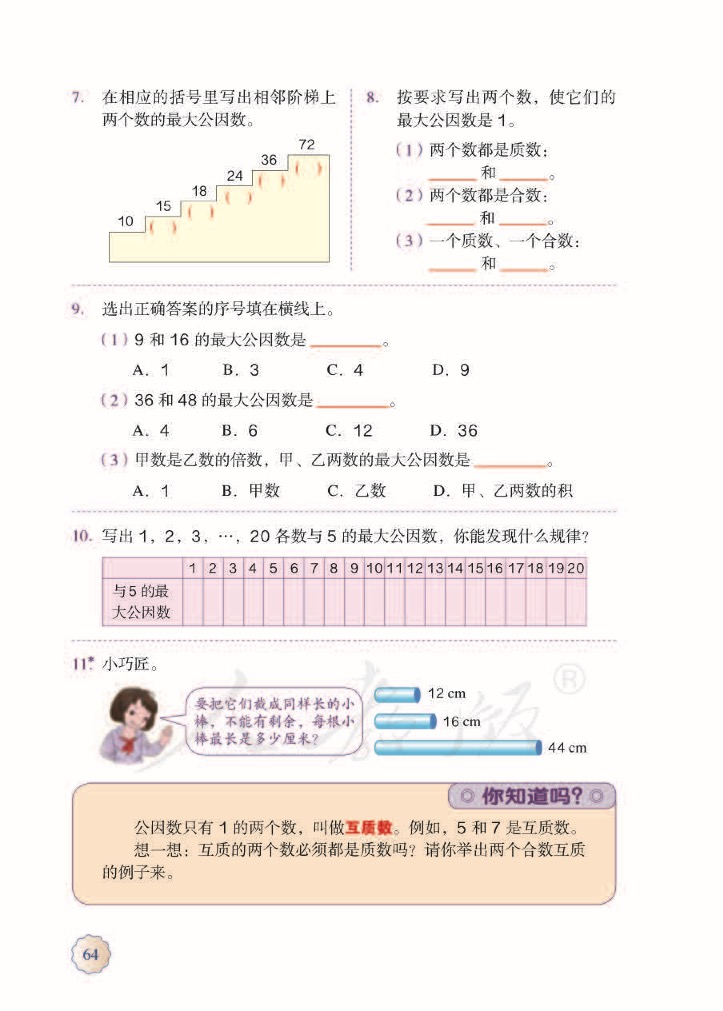 7. 在相应的括号里写出相邻阶梯上
两个数的最大公因数。
72
36
24
18
15
10
( ) ( ) ( ) ( ) ( )
8. 按要求写出两个数，使它们的
最大公因数是 1。
(1) 两个数都是质数：
____ 和 ____。
(2) 两个数都是合数：
____ 和 ____。
(3) 一个质数、一个合数：
____ 和 ____。
9. 选出正确答案的序号填在横线上。
(1) 9 和 16 的最大公因数是 ____。
A. 1 B. 3 C. 4 D. 9
(2) 36 和 48 的最大公因数是 ____。
A. 4 B. 6 C. 12 D. 36
(3) 甲数是乙数的倍数，甲、乙两数的最大公因数是 ____。
A. 1 B. 甲数 C. 乙数 D. 甲、乙两数的积
10. 写出 1，2，3，…，20 各数与 5 的最大公因数，你能发现什么规律？
1 2 3 4 5 6 7 8 9 10 11 12 13 14 15 16 17 18 19 20
与 5 的最
大公因数
11* 小巧匠。
要把它们截成同样长的小
棒，不能有剩余，每根小
棒最长是多少厘米？
12 cm
16 cm
44 cm
®
你知道吗？
公因数只有 1 的两个数，叫做互质数。例如，5 和 7 是互质数。
想一想：互质的两个数必须都是质数吗？请你举出两个合数互质
的例子来。
64